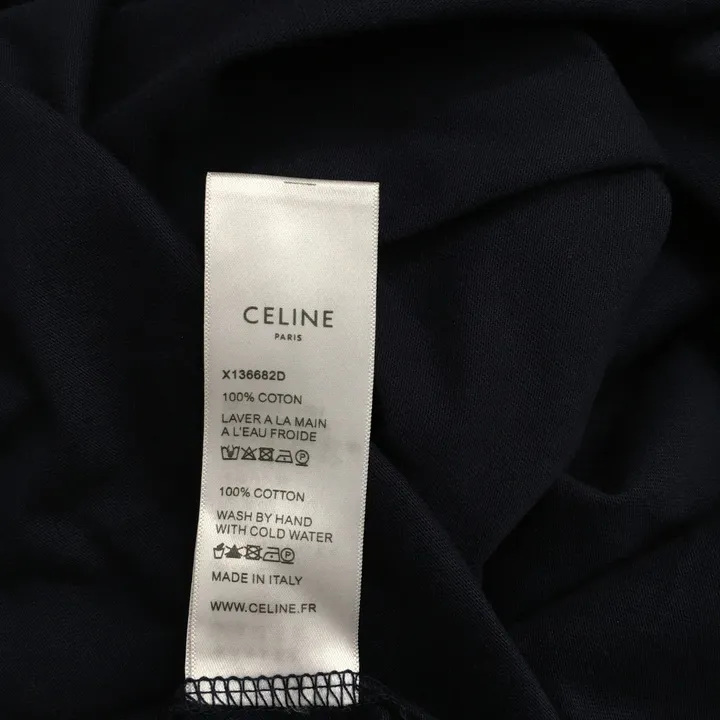 CELINE
PARIS
X136682D
100% COTON
LAVER A LA MAIN
A L'EAU FROIDE
100% COTTON
WASH BY HAND
WITH COLD WATER
MADE IN ITALY
WWW.CELINE.FR